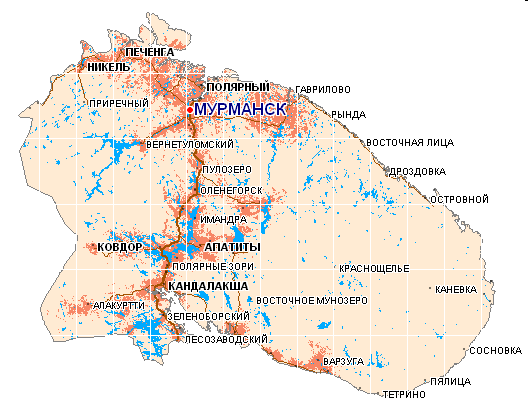 ПЕЧЕНГА
НИКЕЛЬ
ПОЛЯРНЫЙ
ГАВРИЛОВО
ПРИРЕЧНЫЙ
МУРМАНСК
РЫНДА
ВЕРНЕТУЛОМСКИЙ
ВОСТОЧНАЯ ЛИЦА
ПУЛОЗЕРО
ДРОЗДОВКА
ОЛЕНЕГОРСК
ОСТРОВНОЙ
ИМАНДРА
КОВДОР
АПАТИТЫ
ПОЛЯРНЫЕ ЗОРИ
КРАСНОЩЕЛЬЕ
КАНДАЛАКША
КАНЕВКА
АЛАКУРТТИ
ВОСТОЧНОЕ МУНОЗЕРО
ЗЕЛЕНОБОРСКИЙ
ЛЕСОЗАВОДСКИЙ
СОСНОВКА
ВАРЗУГА
ПЯЛИЦА
ТЕТРИНО